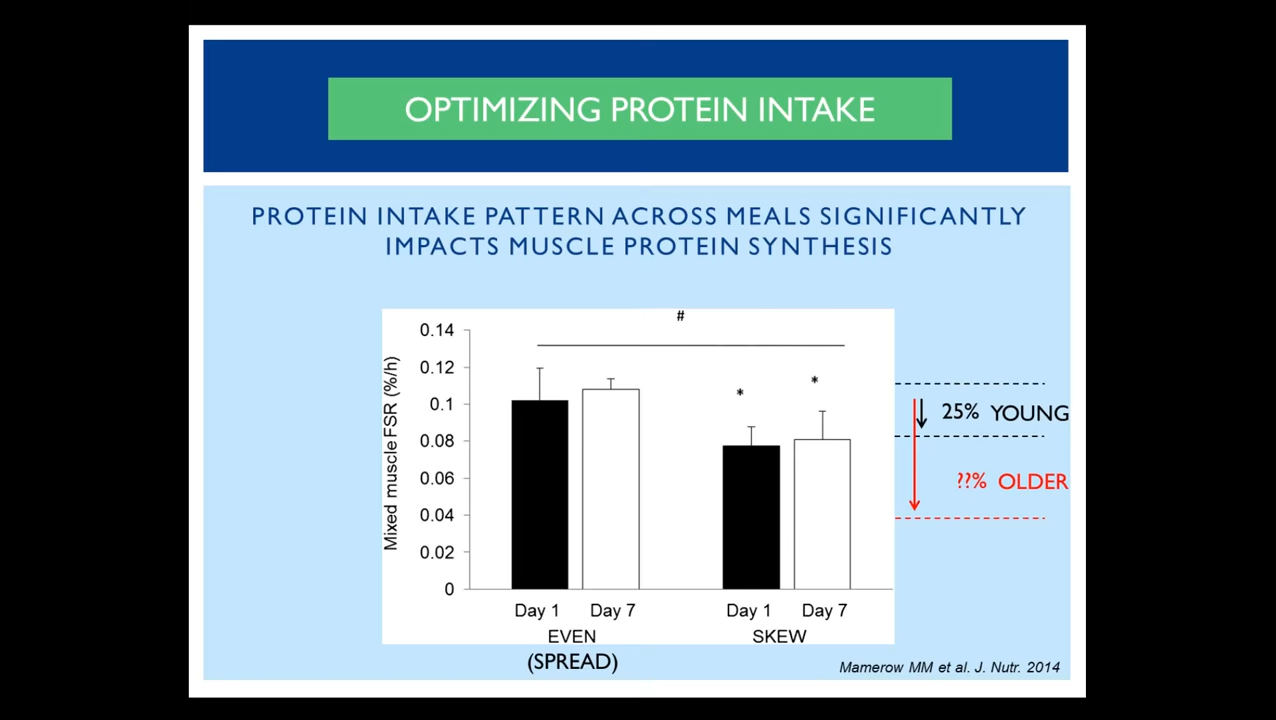 OPTIMIZING PROTEIN INTAKE
PROTEIN INTAKE PATTERN ACROSS MEALS SIGNIFICANTLY
IMPACTS MUSCLE PROTEIN SYNTHESIS
Mixed muscle FSR (%/h)
0.14
0.12
0.1
0.08
0.06
0.04
0.02
0
#
*
*
Day 1
Day 7
Day 1
Day 7
EVEN
SKEW
(SPREAD)
25% YOUNG
??% OLDER
Mamerow MM et al. J. Nutr. 2014